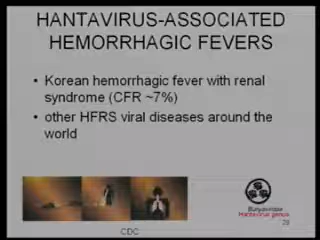 HANTAVIRUS-ASSOCIATED
HEMORRHAGIC FEVERS
• Korean hemorrhagic fever with renal
syndrome (CFR ~7%)
• other HFRS viral diseases around the
world
Bunyaviridae
Hantavirus genus
29
CDC